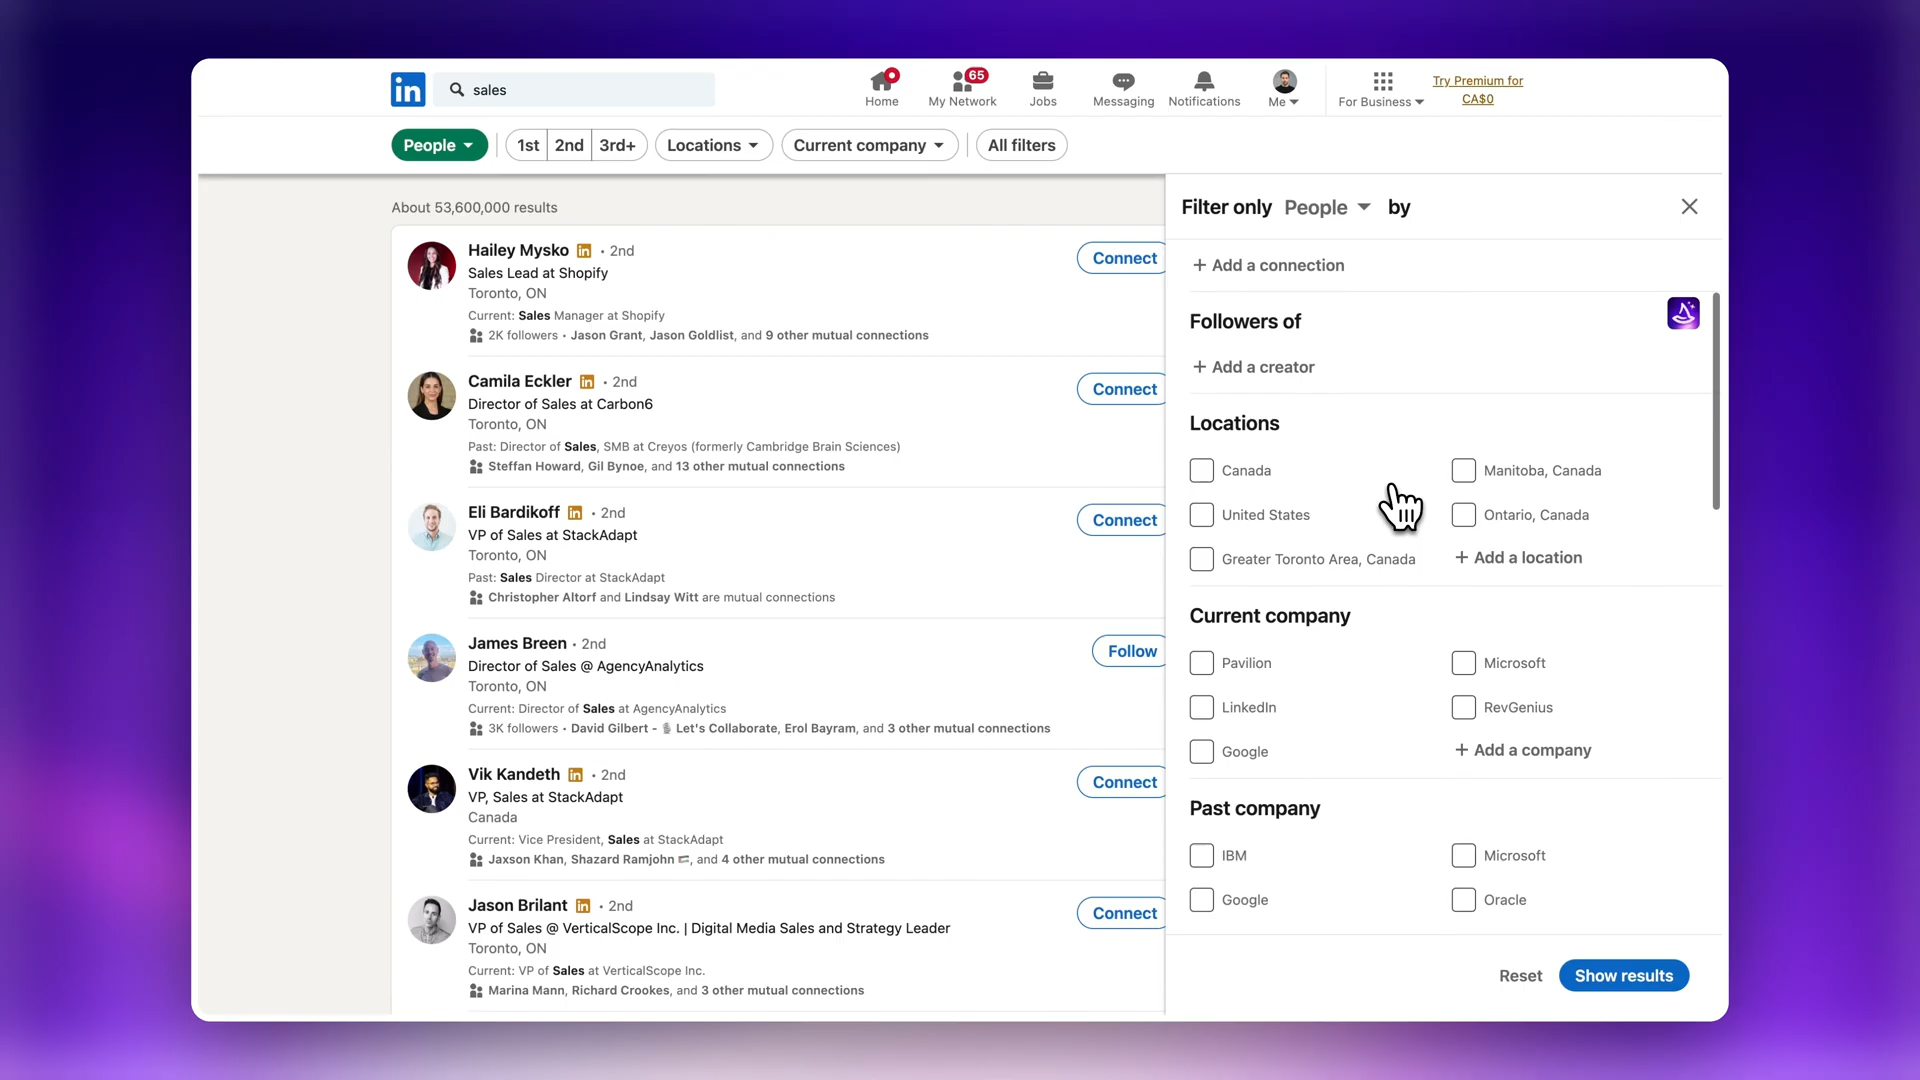 in
sales
Home
65
My Network
Jobs
Messaging
Notifications
Me
For Business
Try Premium for
CA$0
People
1st
2nd
3rd+
Locations
Current company
All filters
About 53,600,000 results
Hailey Mysko in • 2nd
Sales Lead at Shopify
Toronto, ON
Current: Sales Manager at Shopify
2K followers • Jason Grant, Jason Goldlist, and 9 other mutual connections
Connect
Camila Eckler in • 2nd
Director of Sales at Carbon6
Toronto, ON
Past: Director of Sales, SMB at Creyos (formerly Cambridge Brain Sciences)
Steffan Howard, Gil Bynoe, and 13 other mutual connections
Connect
Eli Bardikoff in • 2nd
VP of Sales at StackAdapt
Toronto, ON
Past: Sales Director at StackAdapt
Christopher Altorf and Lindsay Witt are mutual connections
Connect
James Breen • 2nd
Director of Sales @ AgencyAnalytics
Toronto, ON
Current: Director of Sales at AgencyAnalytics
3K followers • David Gilbert - 🎙 Let's Collaborate, Erol Bayram, and 3 other mutual connections
Follow
Vik Kandeth in • 2nd
VP, Sales at StackAdapt
Canada
Current: Vice President, Sales at StackAdapt
Jaxson Khan, Shazard Ramjohn 🇵🇸, and 4 other mutual connections
Connect
Jason Brilant in • 2nd
VP of Sales @ VerticalScope Inc. | Digital Media Sales and Strategy Leader
Toronto, ON
Current: VP of Sales at VerticalScope Inc.
Marina Mann, Richard Crookes, and 3 other mutual connections
Connect
Filter only People by
+ Add a connection
Followers of
+ Add a creator
Locations
Canada
Manitoba, Canada
United States
Ontario, Canada
Greater Toronto Area, Canada
+ Add a location
Current company
Pavilion
Microsoft
LinkedIn
RevGenius
Google
+ Add a company
Past company
IBM
Microsoft
Google
Oracle
Reset
Show results